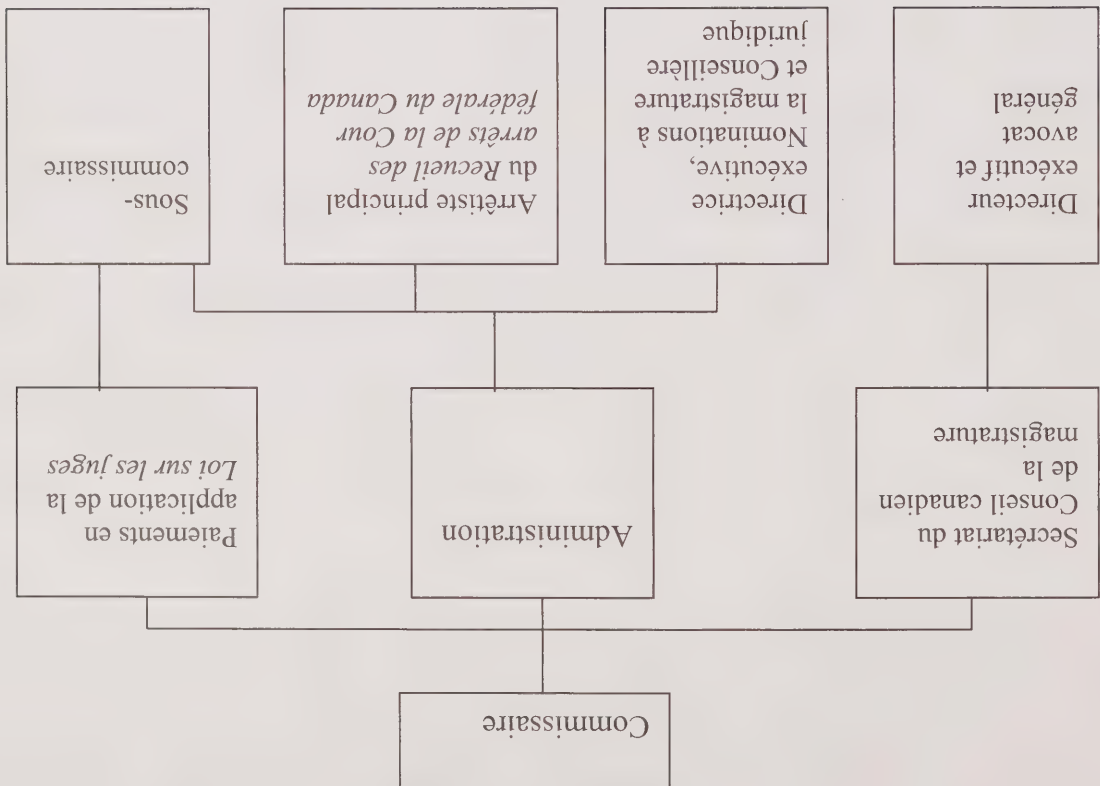 Commissaire
Secrétariat du
Conseil canadien
de la
magistrature
Administration
Paiements en
application de la
Loi sur les juges
Directeur
exécutif et
avocat
général
Directrice
exécutive,
Nominations à
la magistrature
et Conseillère
juridique
Arrêtiste principal
du Recueil des
arrêts de la Cour
fédérale du Canada
Sous-
commissaire